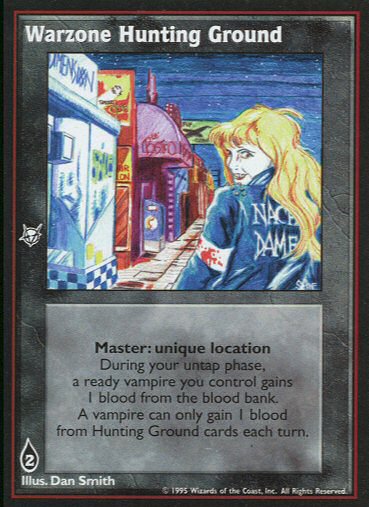 Warzone Hunting Ground
DIMENSION
NACE
DAME
Master: unique location
During your untap phase,
a ready vampire you control gains
1 blood from the blood bank.
A vampire can only gain 1 blood
from Hunting Ground cards each turn.
2
Illus. Dan Smith
© 1995 Wizards of the Coast, Inc. All Rights Reserved.